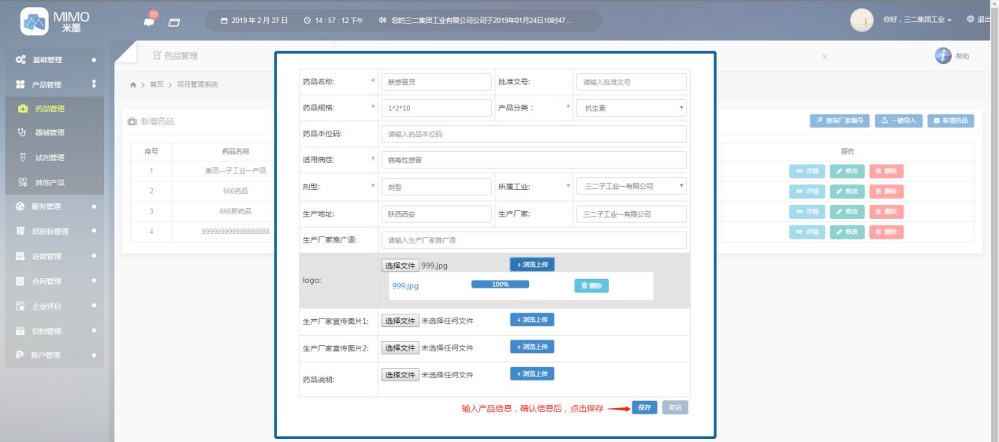 MIMO
米墨
15
2019 年 2 月 27 日
14 : 57 : 12 下午
您的三二集团工业有限公司公司于2019年01月24日10时47...
你好，三二集团工业
退出
基础管理
产品管理
药品管理
器械管理
试剂管理
其他产品
服务管理
招投标管理
进度管理
合同管理
企业评价
归档管理
账户管理
药品管理
×
帮助
首页 > 项目管理系统
新增药品
查询厂家编号
一键导入
新增药品
序号 药品名称 操作
1 集团一子工业一产品 详情 修改 删除
2 666药品 详情 修改 删除
3 666新药品 详情 修改 删除
4 999999999998888888 详情 修改 删除
药品名称: * 新感冒灵 批准文号: 请输入批准文号
药品规格: * 1*2*10 产品分类： * 抗生素
药品本位码: 请输入药品本位码
适用病症: * 病毒性感冒
剂型: * 剂型 所属工业: * 三二子工业一有限公司
生产地址: 陕西西安 生产厂家: 三二子工业一有限公司
生产厂家推广语: 请输入生产厂家推广语
logo: 选择文件 999.jpg + 浏览上传
999.jpg 100% 删除
生产厂家宣传图片1: 选择文件 未选择任何文件 + 浏览上传
生产厂家宣传图片2: 选择文件 未选择任何文件 + 浏览上传
药品说明: 选择文件 未选择任何文件 + 浏览上传
输入产品信息，确认信息后，点击保存 保存 取消